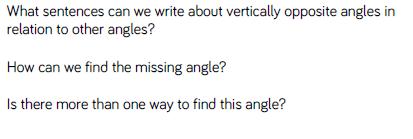 What sentences can we write about vertically opposite angles in
relation to other angles?
How can we find the missing angle?
Is there more than one way to find this angle?